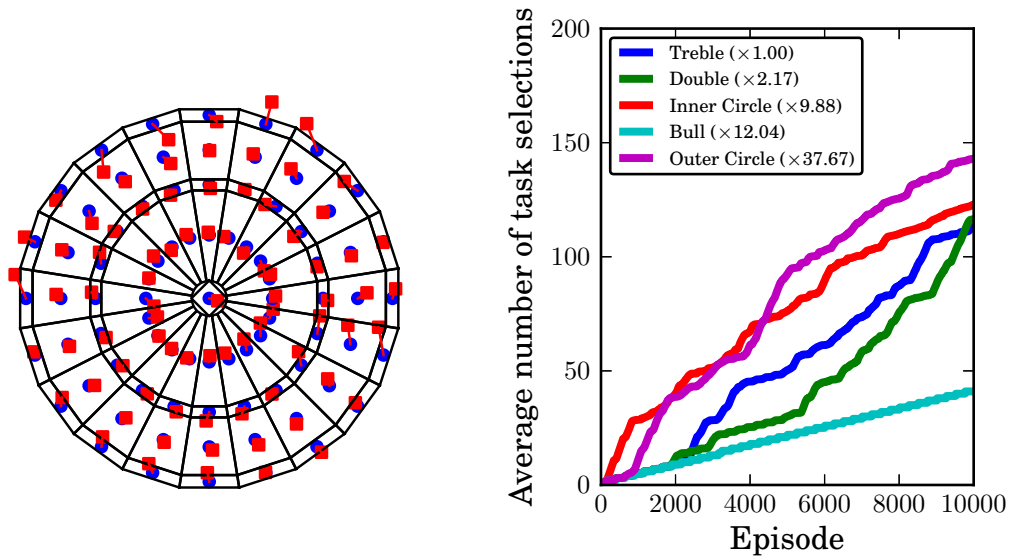 Average number of task selections
200
150
100
50
0
Treble (×1.00)
Double (×2.17)
Inner Circle (×9.88)
Bull (×12.04)
Outer Circle (×37.67)
0 2000 4000 6000 8000 10000
Episode